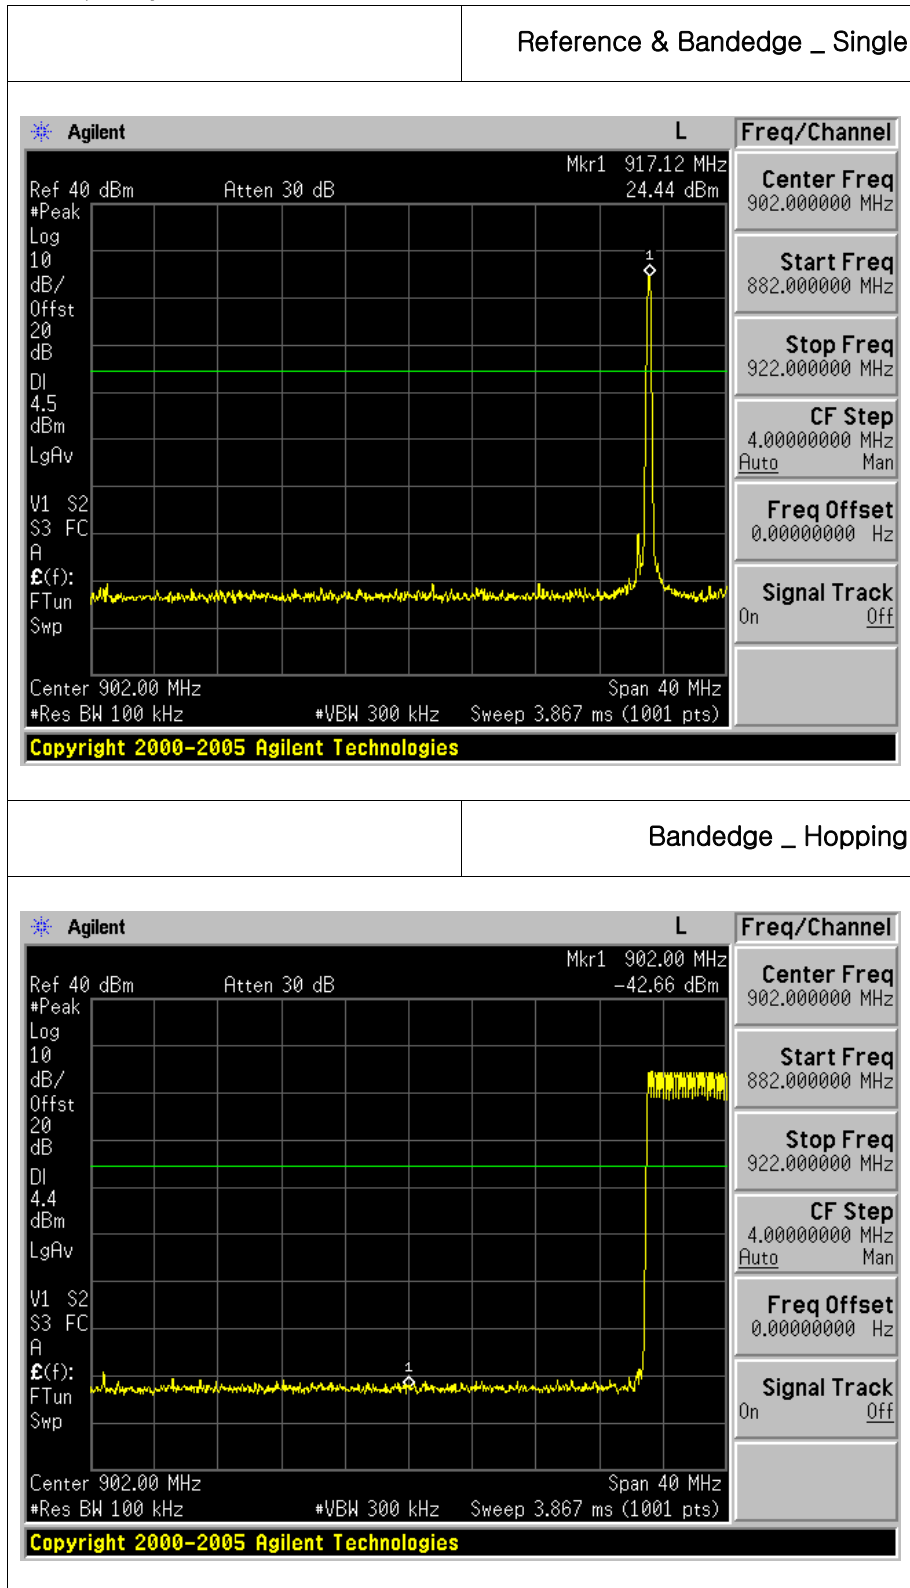 Reference & Bandedge _ Single
Agilent
L
Freq/Channel
Mkr1 917.12 MHz
Ref 40 dBm Atten 30 dB 24.44 dBm
#Peak
Log
10
dB/
Offst
20
dB
DI
4.5
dBm
LgAv
V1 S2
S3 FC
A
£(f):
FTun
Swp
1
Center 902.00 MHz Span 40 MHz
#Res BW 100 kHz #VBW 300 kHz Sweep 3.867 ms (1001 pts)
Center Freq
902.000000 MHz
Start Freq
882.000000 MHz
Stop Freq
922.000000 MHz
CF Step
4.00000000 MHz
Auto Man
Freq Offset
0.00000000 Hz
Signal Track
On Off
Copyright 2000-2005 Agilent Technologies
Bandedge _ Hopping
Agilent
L
Freq/Channel
Mkr1 902.00 MHz
Ref 40 dBm Atten 30 dB -42.66 dBm
#Peak
Log
10
dB/
Offst
20
dB
DI
4.4
dBm
LgAv
V1 S2
S3 FC
A
£(f):
FTun
Swp
1
Center 902.00 MHz Span 40 MHz
#Res BW 100 kHz #VBW 300 kHz Sweep 3.867 ms (1001 pts)
Center Freq
902.000000 MHz
Start Freq
882.000000 MHz
Stop Freq
922.000000 MHz
CF Step
4.00000000 MHz
Auto Man
Freq Offset
0.00000000 Hz
Signal Track
On Off
Copyright 2000-2005 Agilent Technologies